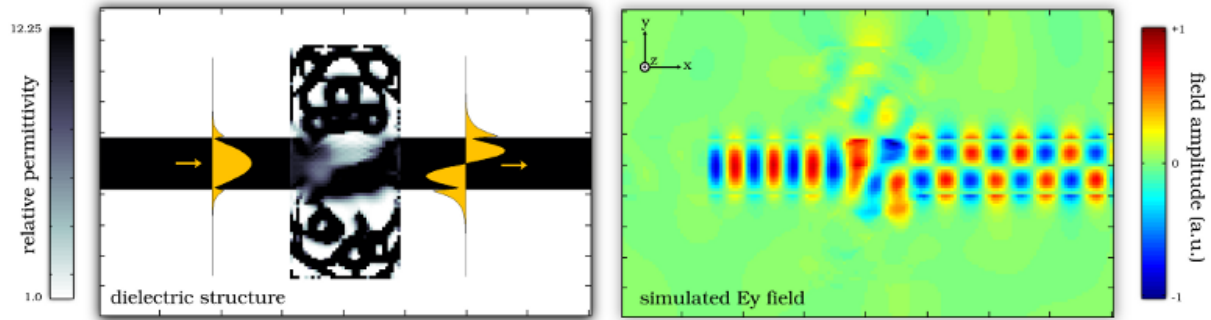 12.25
relative permittivity
1.0
dielectric structure
y
z
x
simulated Ey field
+1
0
-1
field amplitude (a.u.)